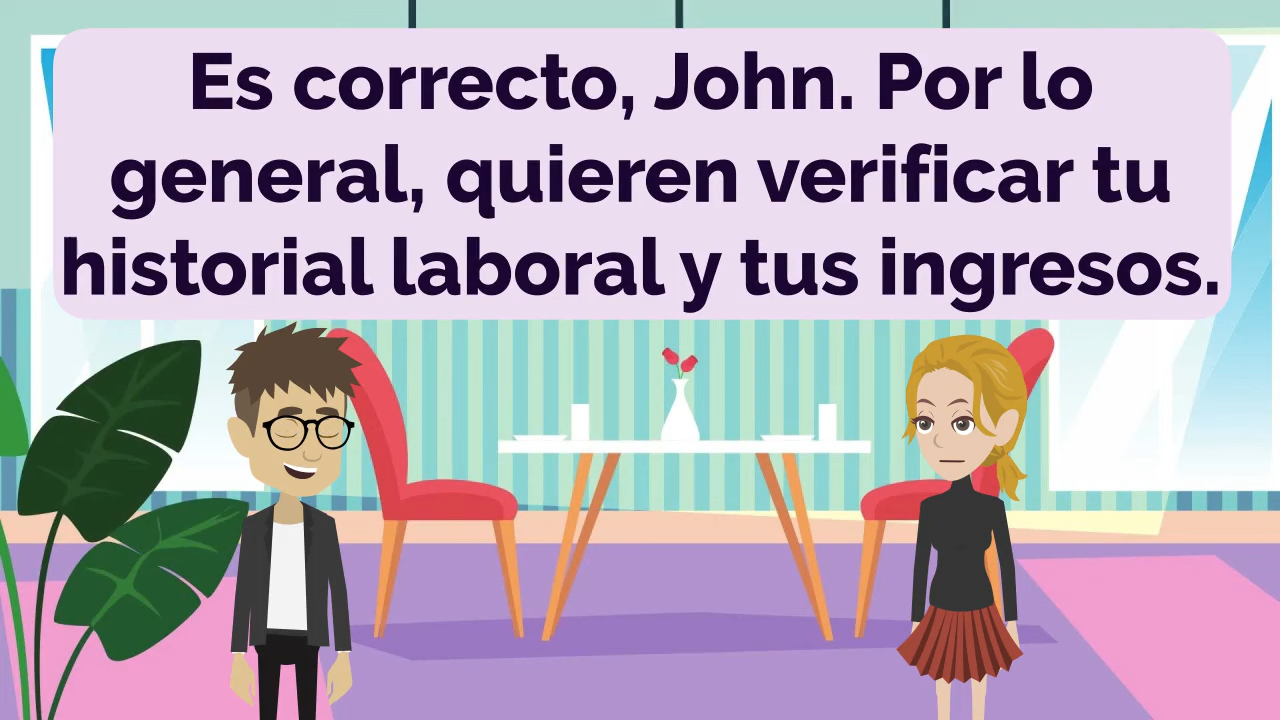 Es correcto, John. Por lo
general, quieren verificar tu
historial laboral y tus ingresos.